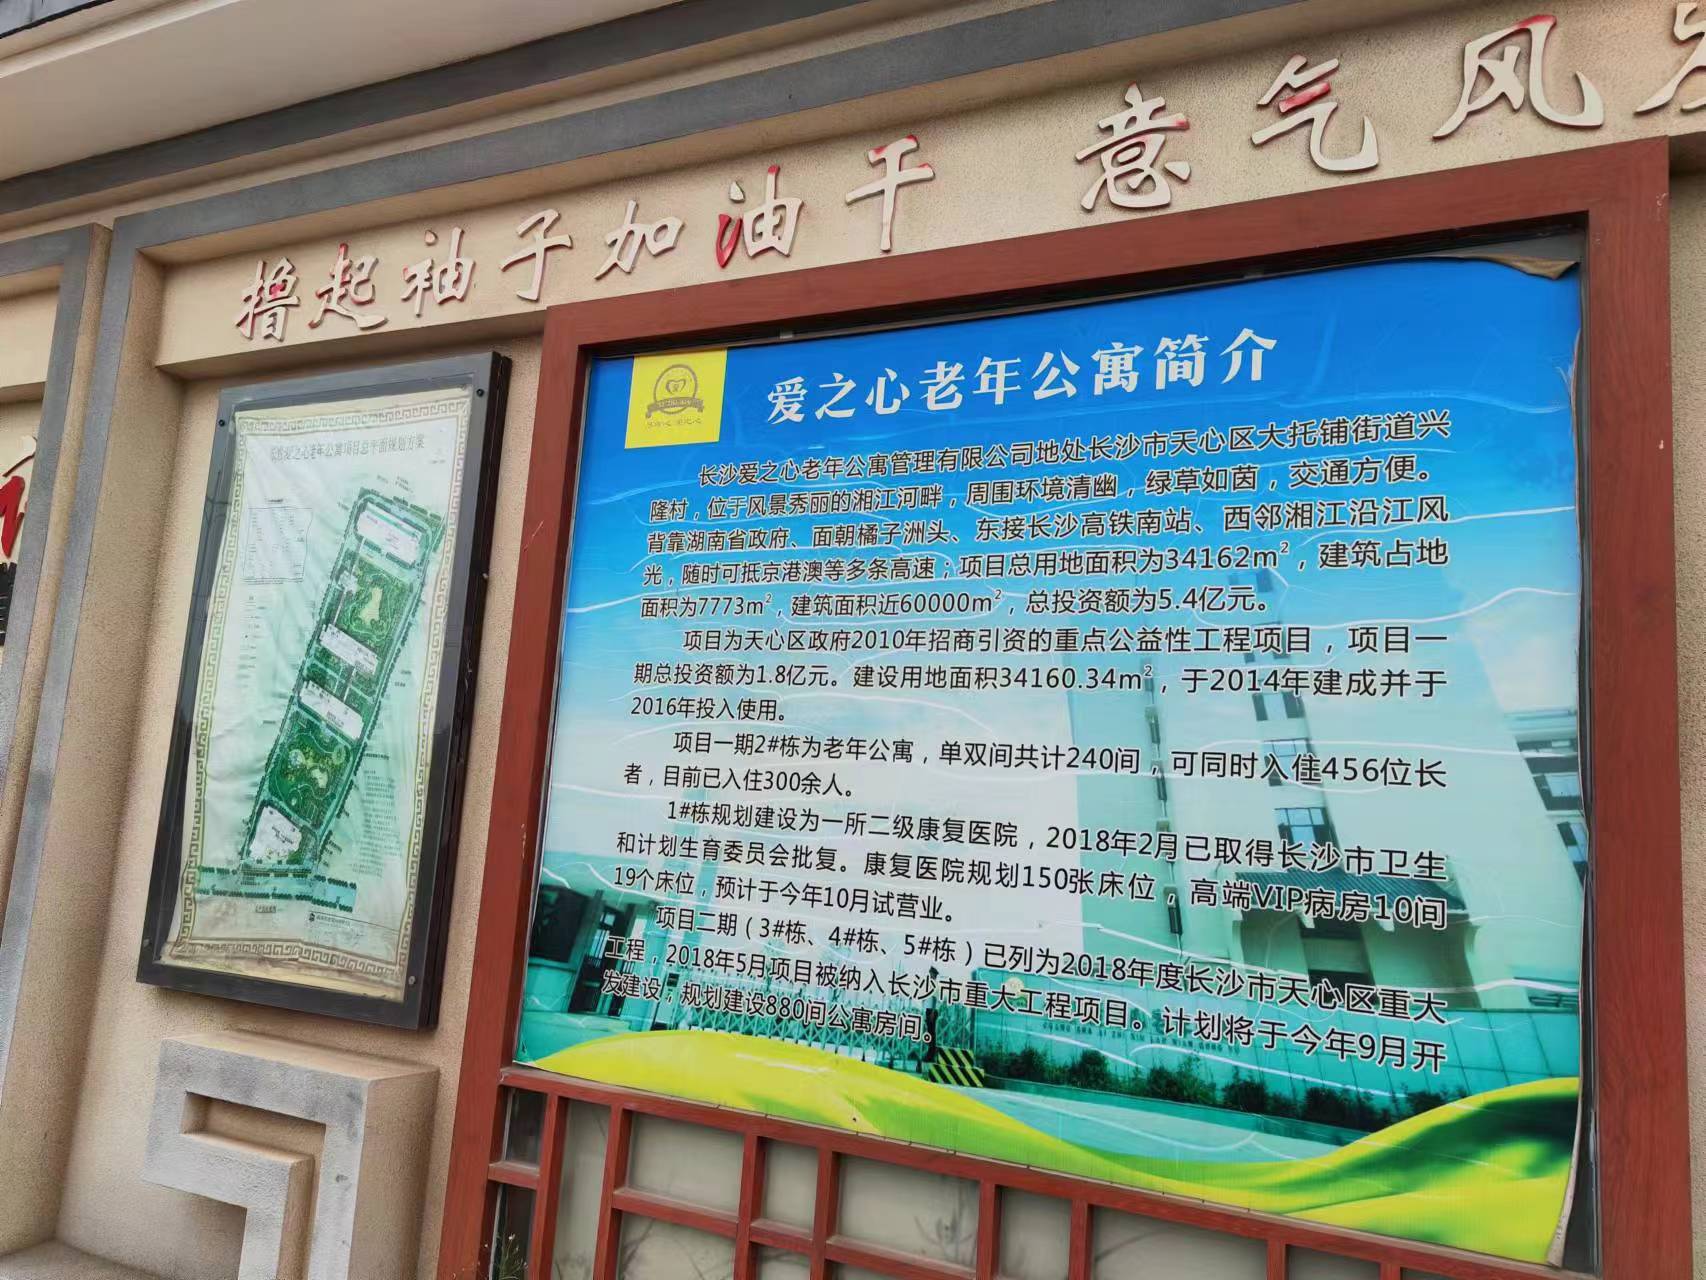 撸起袖子加油干 意气风发
长沙爱之心老年公寓项目总平面规划方案
爱之心老年公寓简介
长沙爱之心老年公寓管理有限公司地处长沙市天心区大托铺街道兴
隆村，位于风景秀丽的湘江河畔，周围环境清幽，绿草如茵，交通方便。
背靠湖南省政府、面朝橘子洲头、东接长沙高铁南站、西邻湘江沿江风
光，随时可抵京港澳等多条高速；项目总用地面积为34162m²，建筑占地
面积为7773m²，建筑面积近60000m²，总投资额为5.4亿元。
项目为天心区政府2010年招商引资的重点公益性工程项目，项目一
期总投资额为1.8亿元。建设用地面积34160.34m²，于2014年建成并于
2016年投入使用。
项目一期2#栋为老年公寓，单双间共计240间，可同时入住456位长
者，目前已入住300余人。
1#栋规划建设为一所二级康复医院，2018年2月已取得长沙市卫生
和计划生育委员会批复。康复医院规划150张床位，高端VIP病房10间
19个床位，预计于今年10月试营业。
项目二期（3#栋、4#栋、5#栋）已列为2018年度长沙市天心区重大
工程，2018年5月项目被纳入长沙市重大工程项目。计划将于今年9月开
发建设，规划建设880间公寓房间。